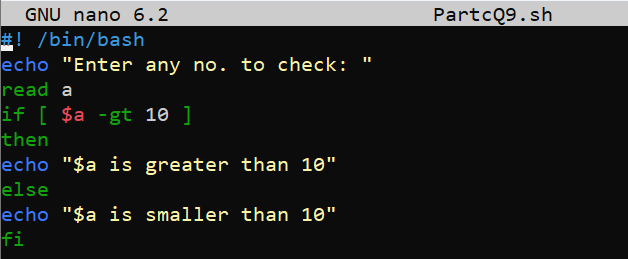 GNU nano 6.2 PartcQ9.sh
#! /bin/bash
echo "Enter any no. to check: "
read a
if [ $a -gt 10 ]
then
echo "$a is greater than 10"
else
echo "$a is smaller than 10"
fi